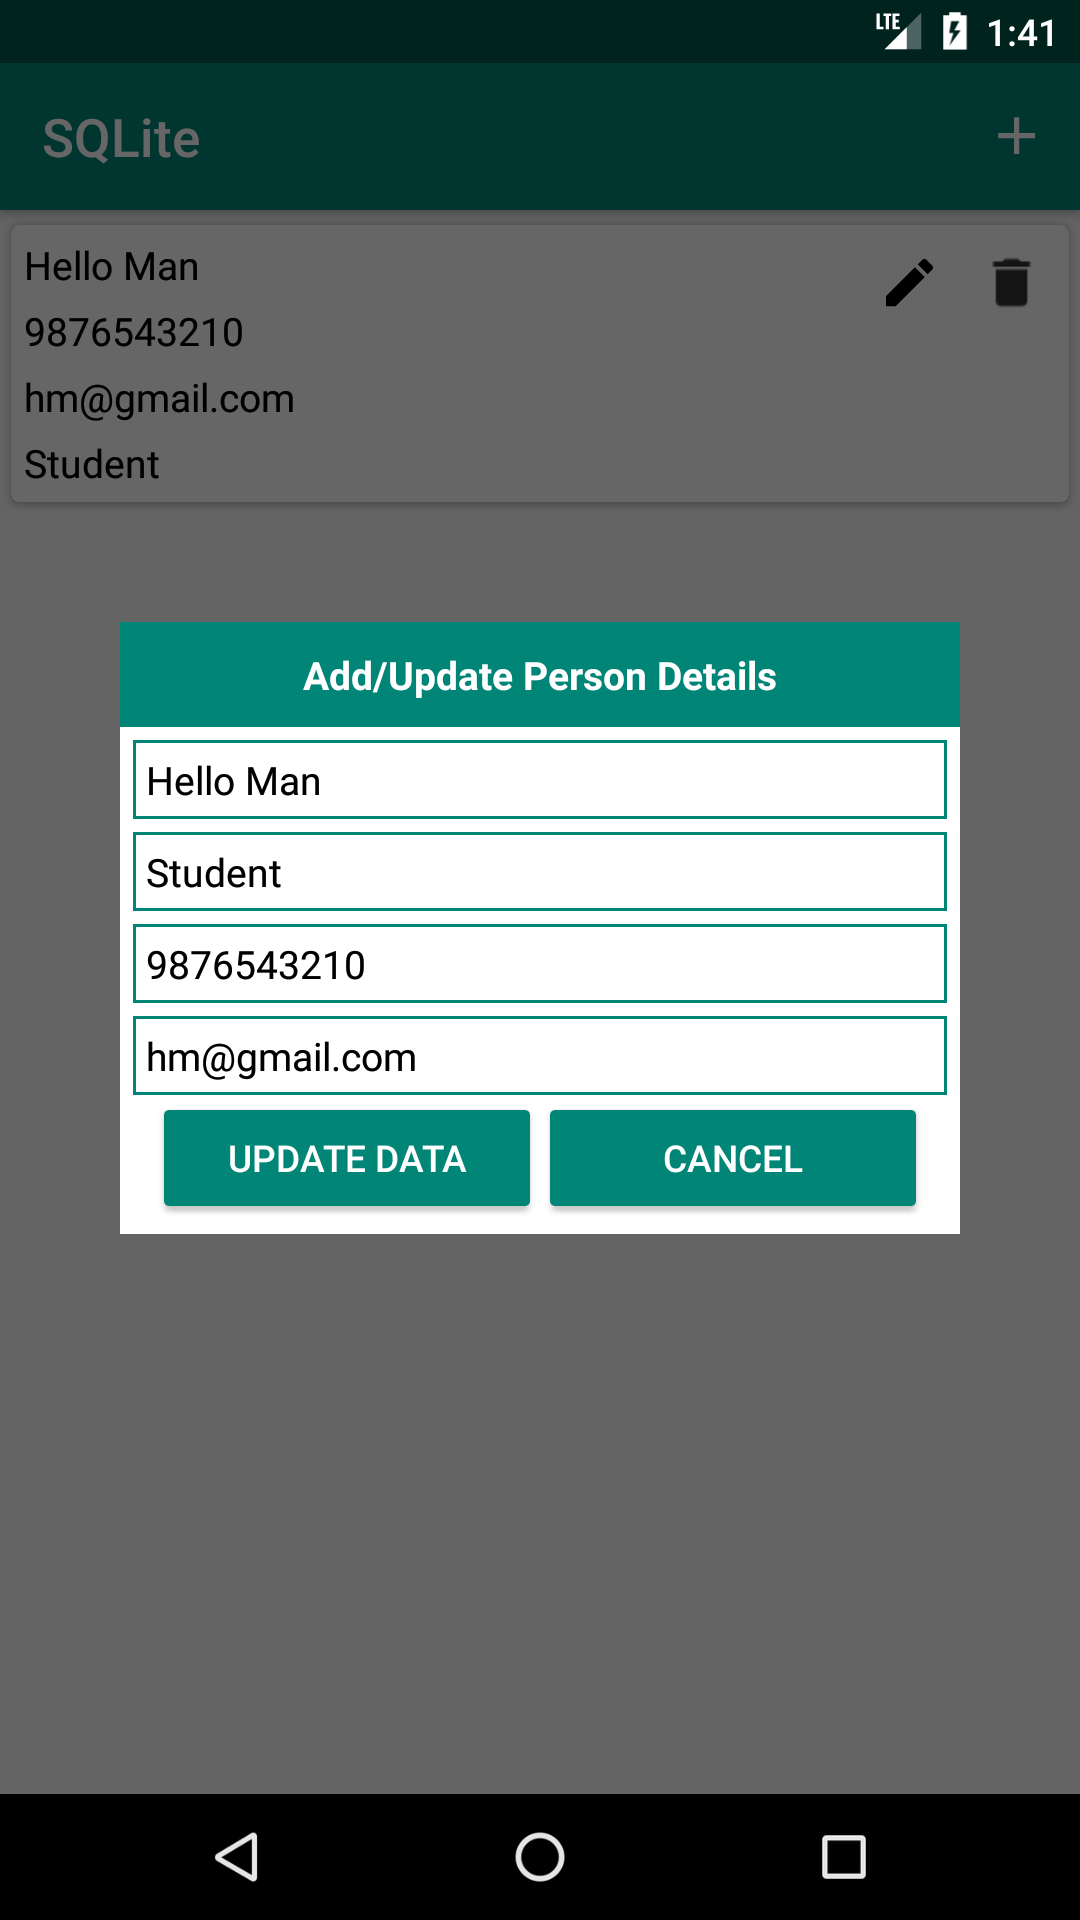 LTE 1:41
SQLite
Hello Man
9876543210
hm@gmail.com
Student
Add/Update Person Details
Hello Man
Student
9876543210
hm@gmail.com
UPDATE DATA CANCEL